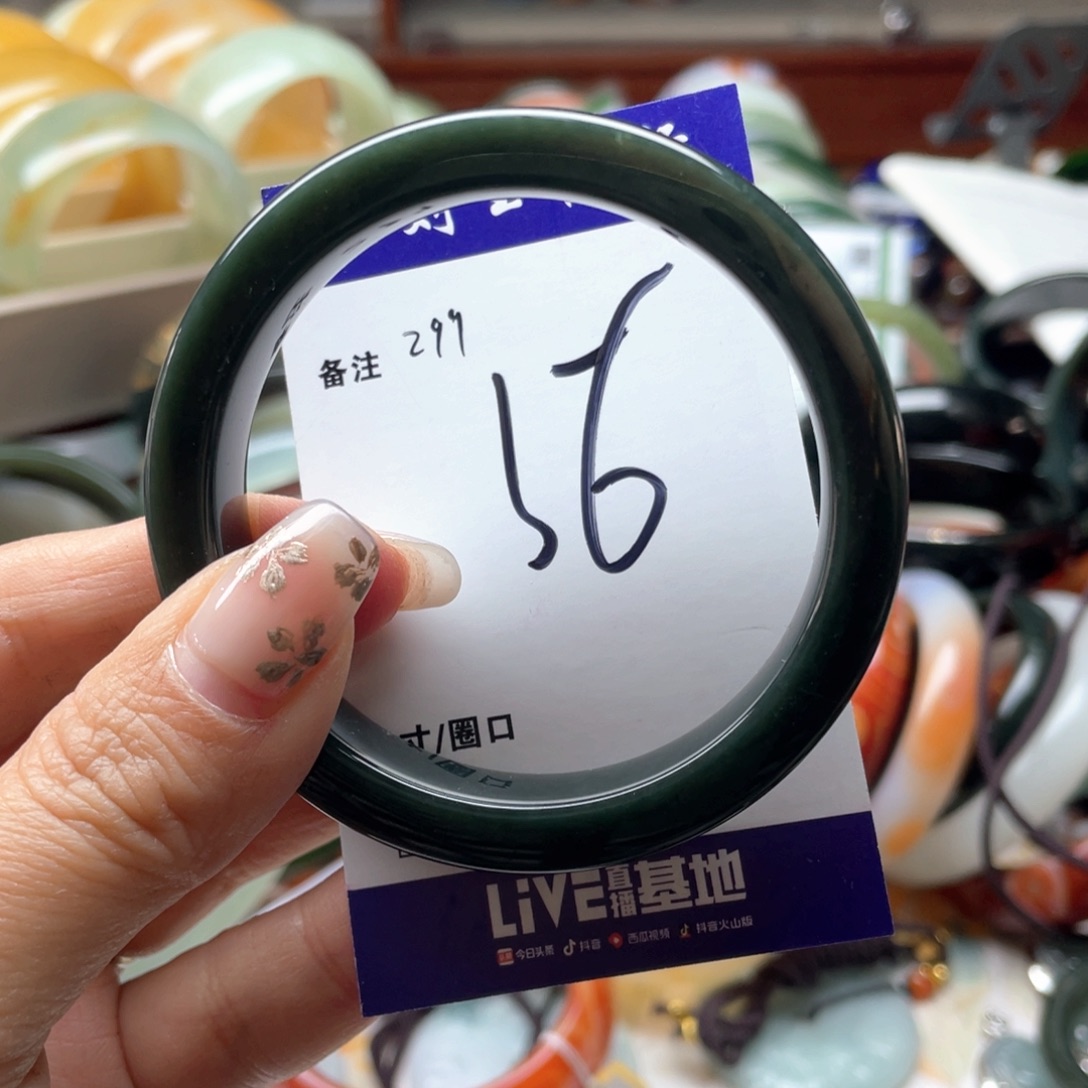 备注 299
56
寸/圈口
LiVE直播基地
今日头条 抖音 西瓜视频 抖音火山版